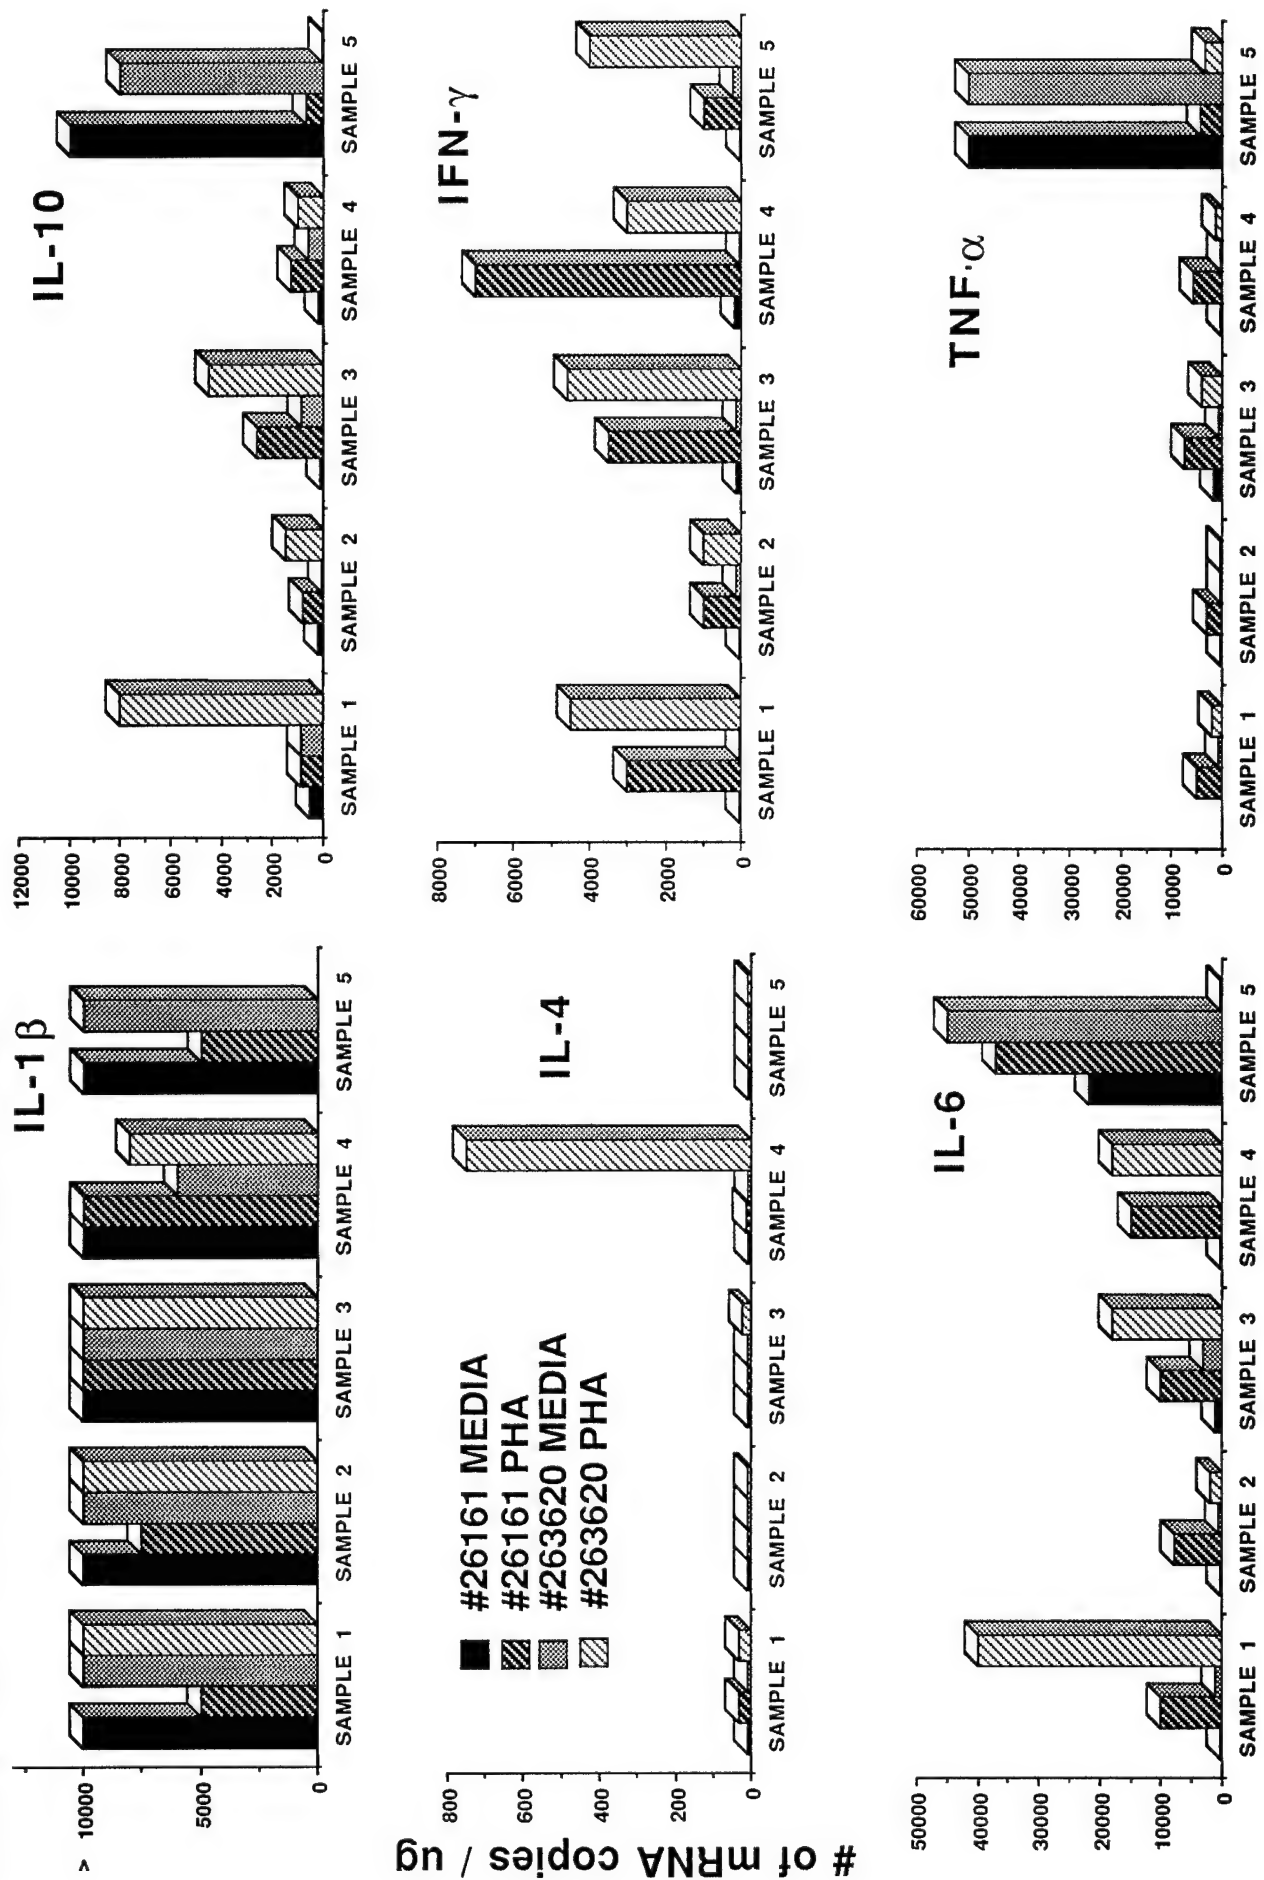 # of mRNA copies / ug
IL-1β
>
10000
5000
0
SAMPLE 1
SAMPLE 2
SAMPLE 3
SAMPLE 4
SAMPLE 5
IL-10
12000
10000
8000
6000
4000
2000
0
SAMPLE 1
SAMPLE 2
SAMPLE 3
SAMPLE 4
SAMPLE 5
IL-4
800
600
400
200
0
#26161 MEDIA
#26161 PHA
#263620 MEDIA
#263620 PHA
SAMPLE 1
SAMPLE 2
SAMPLE 3
SAMPLE 4
SAMPLE 5
IFN-γ
8000
6000
4000
2000
0
SAMPLE 1
SAMPLE 2
SAMPLE 3
SAMPLE 4
SAMPLE 5
IL-6
50000
40000
30000
20000
10000
0
SAMPLE 1
SAMPLE 2
SAMPLE 3
SAMPLE 4
SAMPLE 5
TNF·α
60000
50000
40000
30000
20000
10000
0
SAMPLE 1
SAMPLE 2
SAMPLE 3
SAMPLE 4
SAMPLE 5